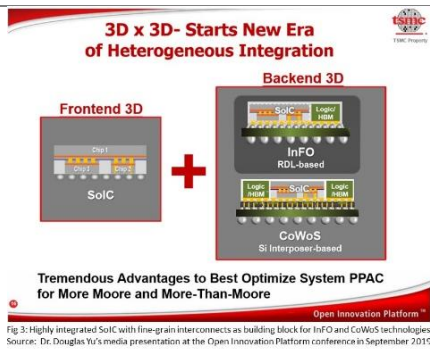 3D x 3D- Starts New Era
of Heterogeneous Integration
tsmc
TSMC Property
Backend 3D
Frontend 3D
SoIC
Logic/
HBM
Chip 1
InFO
RDL-based
SoIC
+
Logic
/HBM
SoIC
Logic
/HBM
CoWoS
Si Interposer-based
Tremendous Advantages to Best Optimize System PPAC
for More Moore and More-Than-Moore
Open Innovation Platform
Fig 3: Highly integrated SoIC with fine-grain interconnects as building block for InFO and CoWoS technologies
Source: Dr. Douglas Yu's media presentation at the Open Innovation Platform conference in September 2019